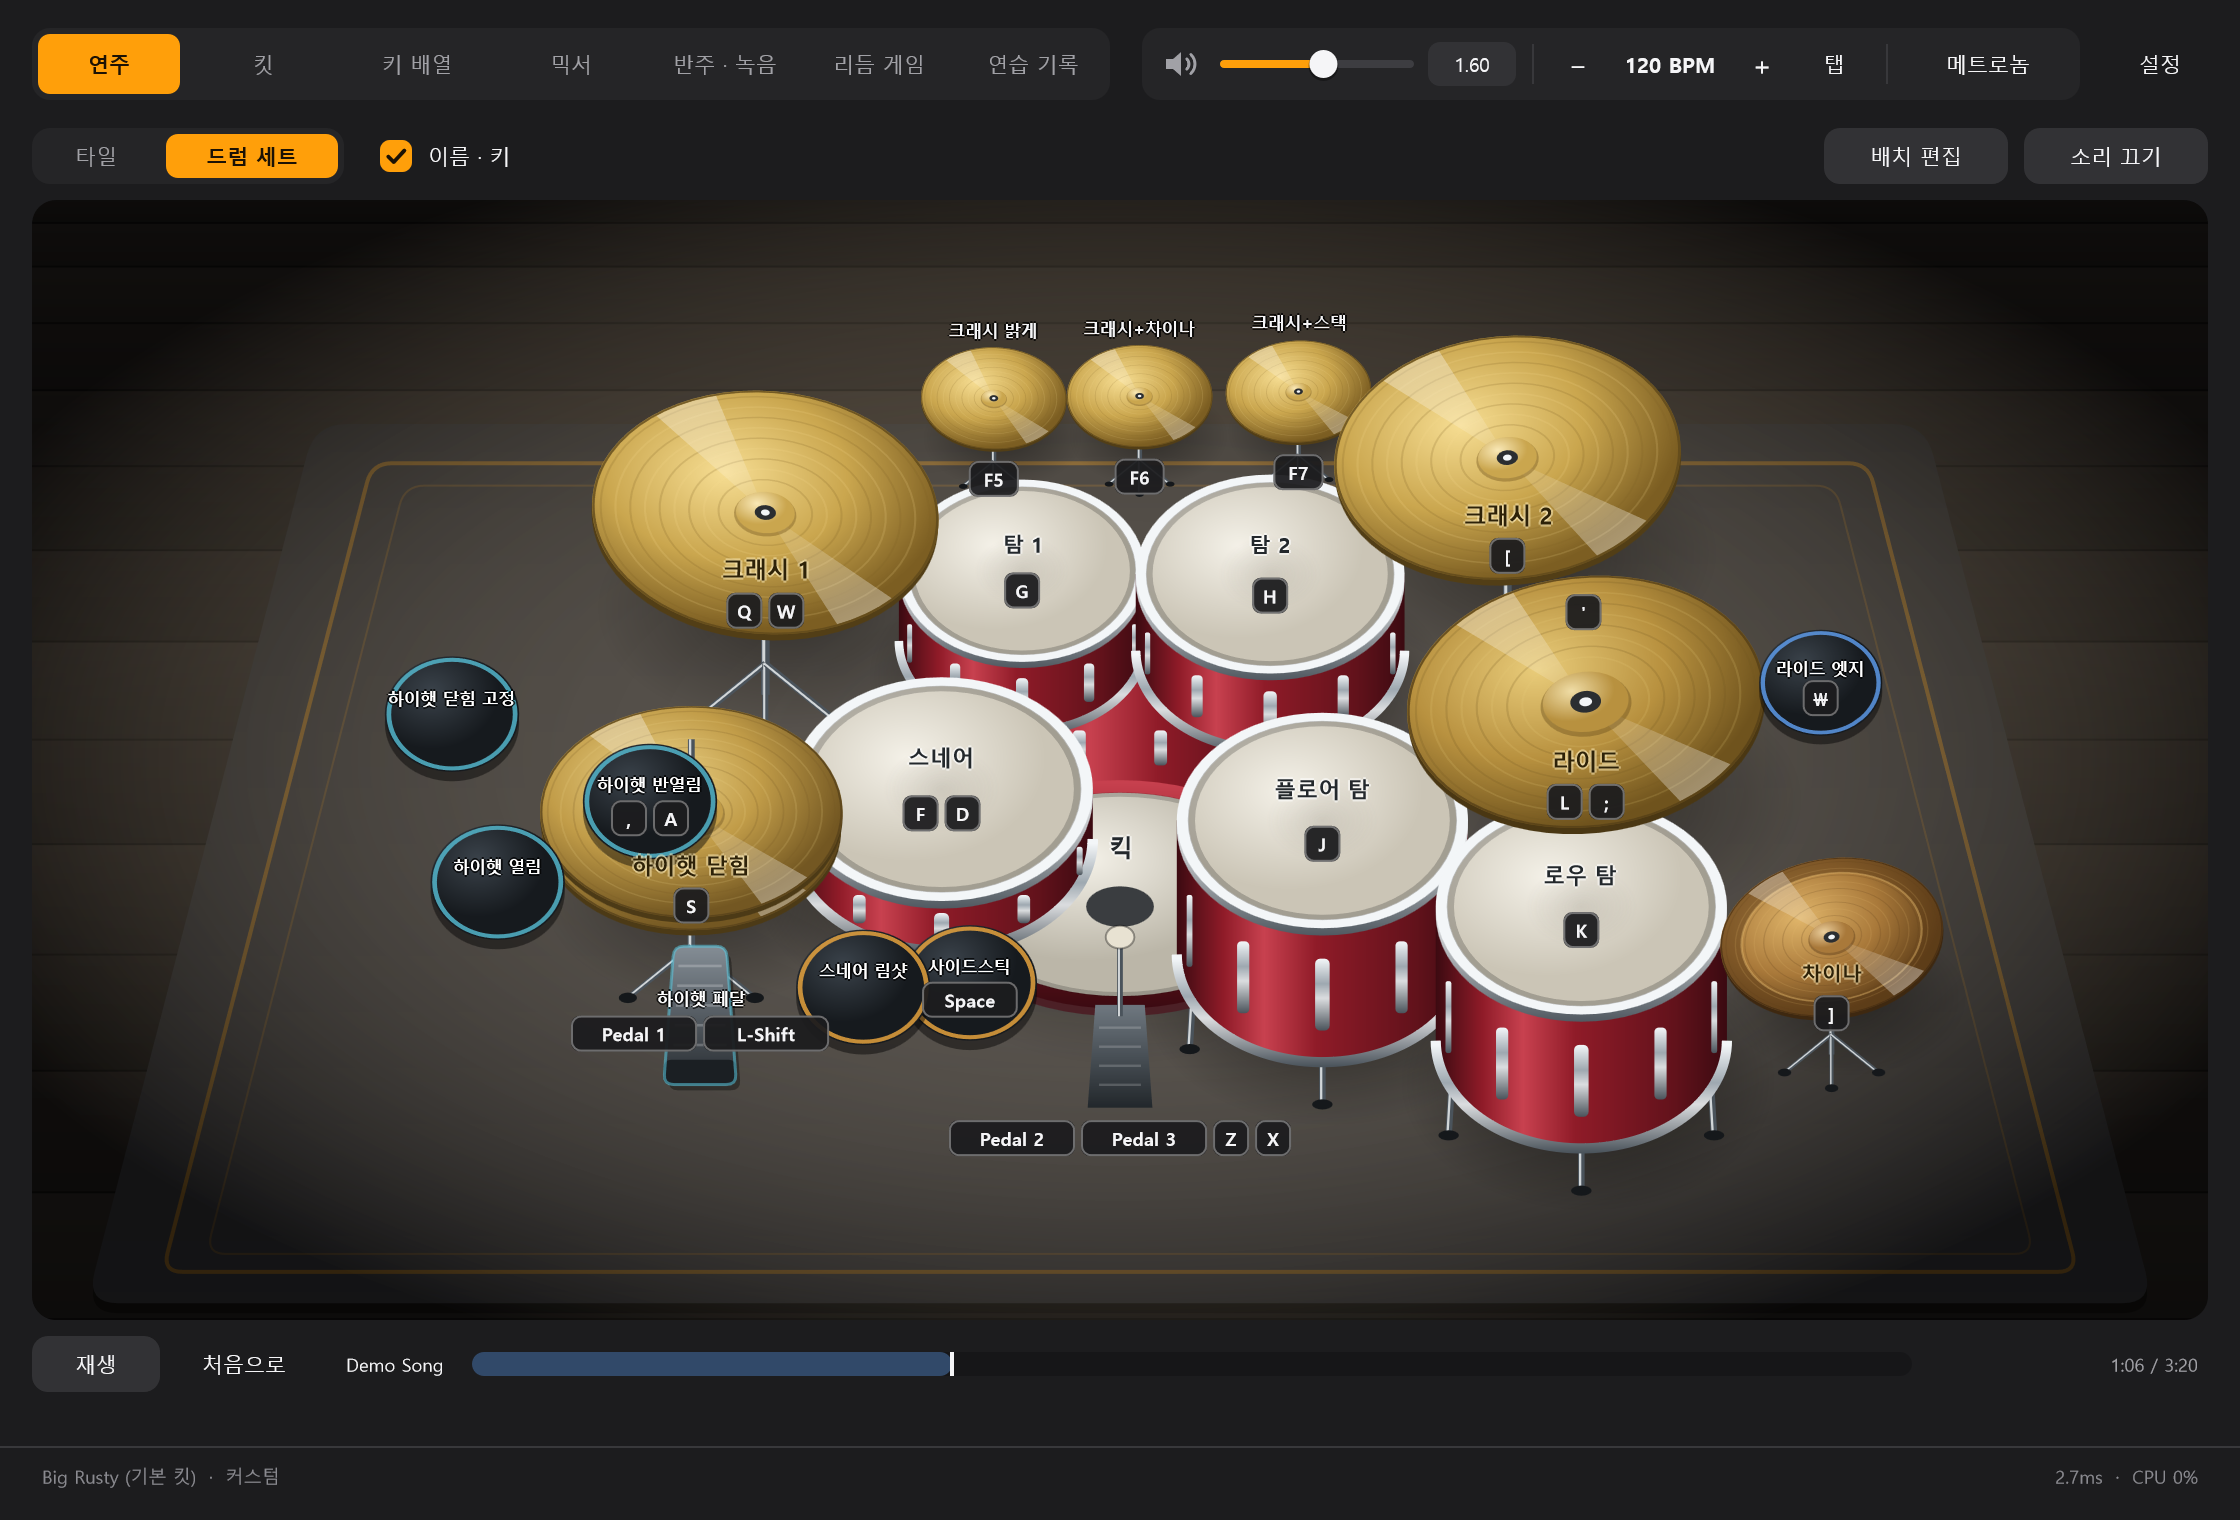 연주 킷 키 배열 믹서 반주 · 녹음 리듬 게임 연습 기록 1.60 − 120 BPM + 탭 메트로놈 설정
타일 드럼 세트 이름 · 키 배치 편집 소리 끄기
크래시 밝게 크래시+차이나 크래시+스택
F5 F6 F7
크래시 2
[
탐 1
G
탐 2
H
크래시 1
Q W
'
라이드 엣지
₩
하이햇 닫힘 고정
스네어
F D
라이드
L ;
하이햇 반열림
, A
플로어 탐
J
킥
하이햇 열림
하이햇 닫힘
S
로우 탐
K
차이나
]
스네어 림샷
사이드스틱
Space
하이햇 페달
Pedal 1 L-Shift
Pedal 2 Pedal 3 Z X
재생 처음으로 Demo Song 1:06 / 3:20
Big Rusty (기본 킷) · 커스텀 2.7ms · CPU 0%